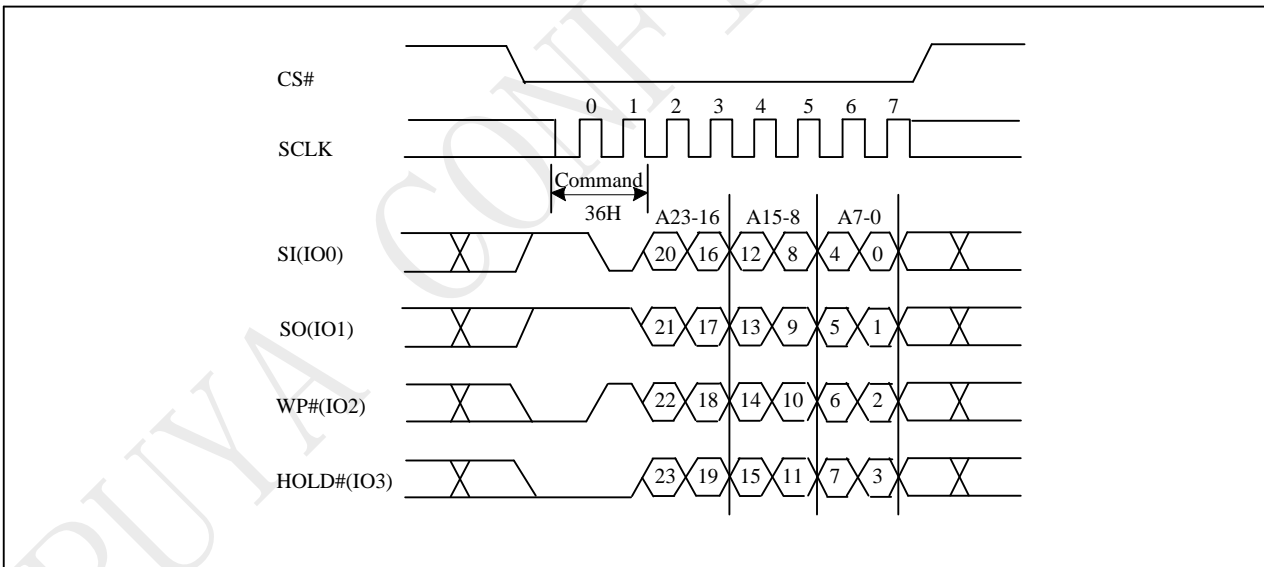 PUYA CONF
CS#
0 1 2 3 4 5 6 7
SCLK
Command
36H
A23-16 A15-8 A7-0
SI(IO0) 20 16 12 8 4 0
SO(IO1) 21 17 13 9 5 1
WP#(IO2) 22 18 14 10 6 2
HOLD#(IO3) 23 19 15 11 7 3